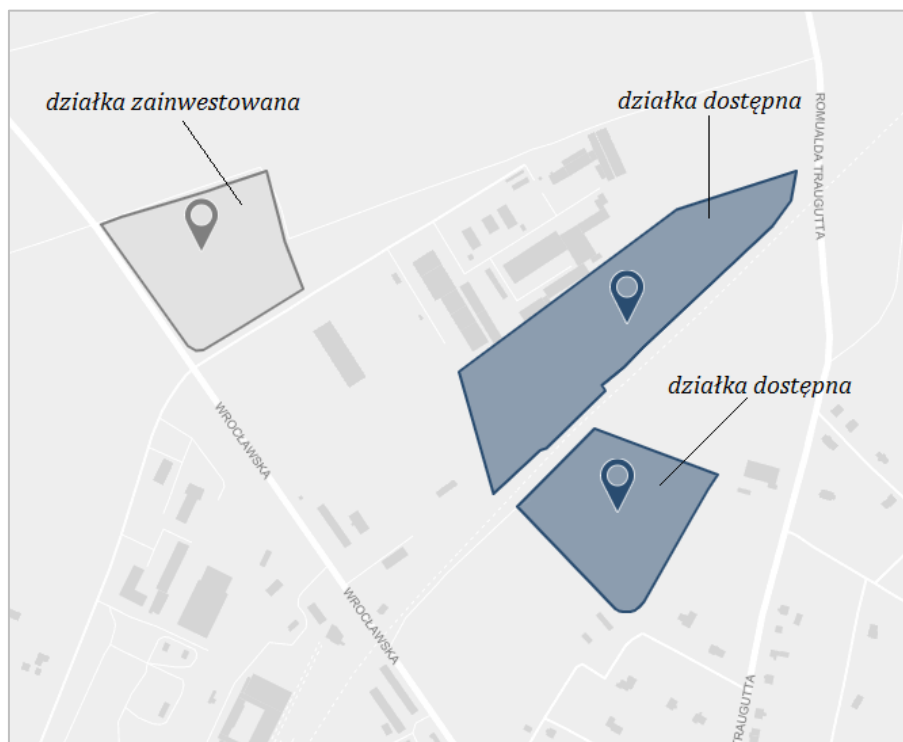 działka zainwestowana
działka dostępna
ROMUALDA TRAUGUTTA
działka dostępna
WROCŁAWSKA
WROCŁAWSKA
TRAUGUTTA